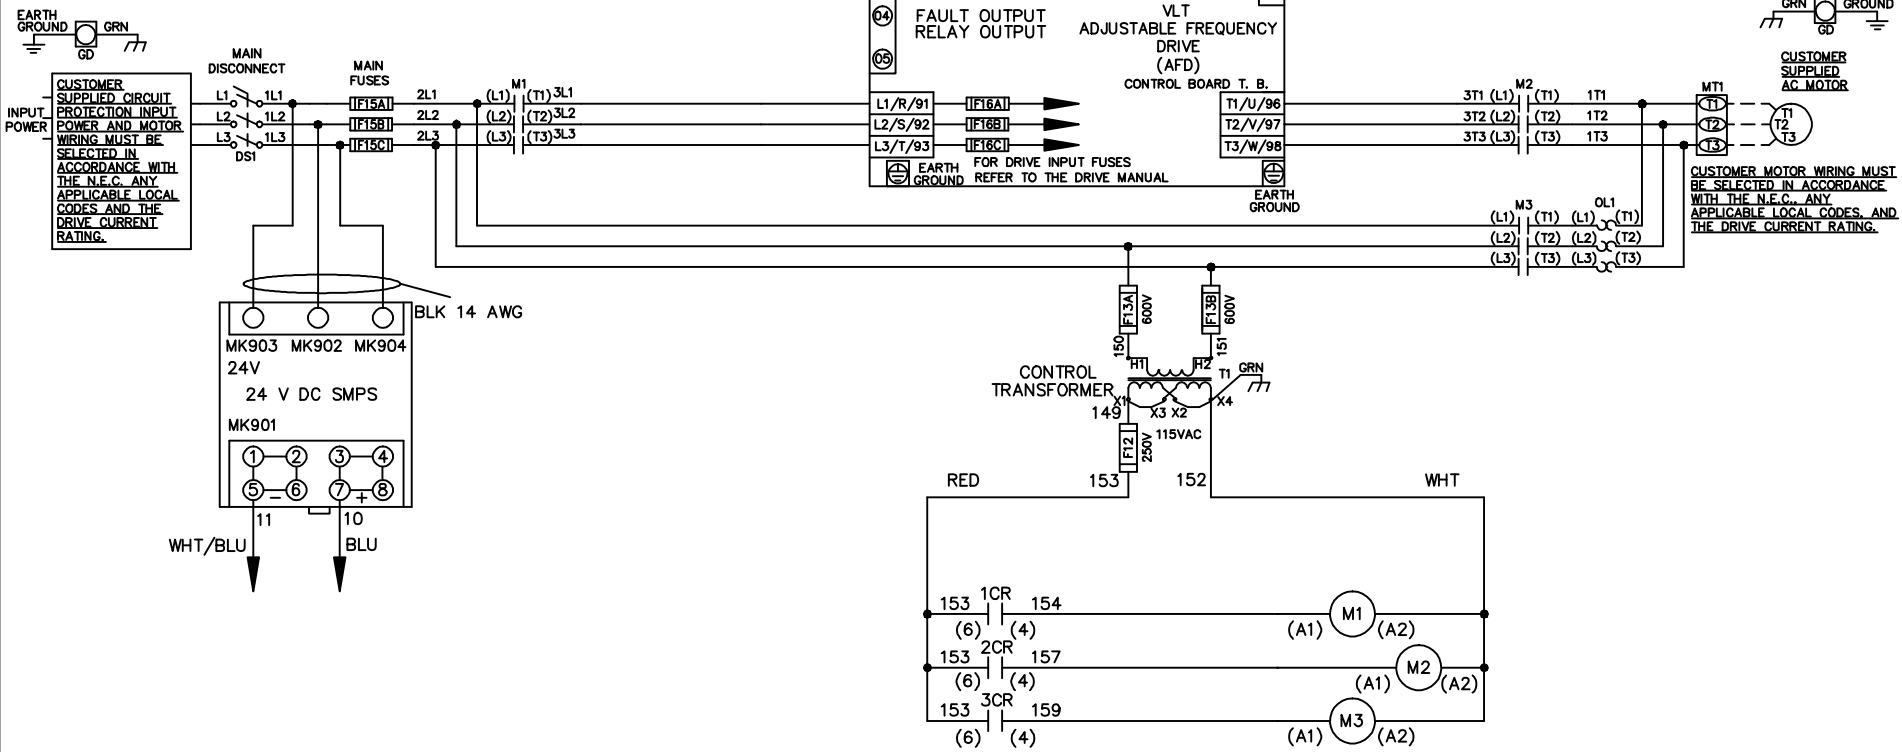 EARTH
GROUND
GRN
GD
MAIN
DISCONNECT
MAIN
FUSES
INPUT
POWER
CUSTOMER
SUPPLIED CIRCUIT
PROTECTION INPUT
POWER AND MOTOR
WIRING MUST BE
SELECTED IN
ACCORDANCE WITH
THE N.E.C. ANY
APPLICABLE LOCAL
CODES AND THE
DRIVE CURRENT
RATING.
L1 1L1 F15A 2L1 (L1) M1 (T1) 3L1
L2 1L2 F15B 2L2 (L2) (T2) 3L2
L3 1L3 F15C 2L3 (L3) (T3) 3L3
DS1
04
05
FAULT OUTPUT
RELAY OUTPUT
VLT
ADJUSTABLE FREQUENCY
DRIVE
(AFD)
CONTROL BOARD T. B.
L1/R/91 F16A T1/U/96
L2/S/92 F16B T2/V/97
L3/T/93 F16C T3/W/98
EARTH
GROUND
FOR DRIVE INPUT FUSES
REFER TO THE DRIVE MANUAL
EARTH
GROUND
GRN
GROUND
GD
CUSTOMER
SUPPLIED
AC MOTOR
M2
MT1
3T1 (L1) (T1) 1T1 T1
3T2 (L2) (T2) 1T2 T2
3T3 (L3) (T3) 1T3 T3
T1
T2
T3
CUSTOMER MOTOR WIRING MUST
BE SELECTED IN ACCORDANCE
WITH THE N.E.C., ANY
APPLICABLE LOCAL CODES, AND
THE DRIVE CURRENT RATING.
M3 OL1
(L1) (T1) (L1) (T1)
(L2) (T2) (L2) (T2)
(L3) (T3) (L3) (T3)
BLK 14 AWG
MK903 MK902 MK904
24V
24 V DC SMPS
MK901
1 2 3 4
5 - 6 7 + 8
11 10
WHT/BLU BLU
F13A
600V
F13B
600V
150
151
H1 H2
CONTROL
TRANSFORMER
T1
GRN
X1 X3 X2 X4
149
115VAC
F12
250V
RED 153 152 WHT
153 1CR 154 M1
(6) (4) (A1) (A2)
153 2CR 157 M2
(6) (4) (A1) (A2)
153 3CR 159 M3
(6) (4) (A1) (A2)